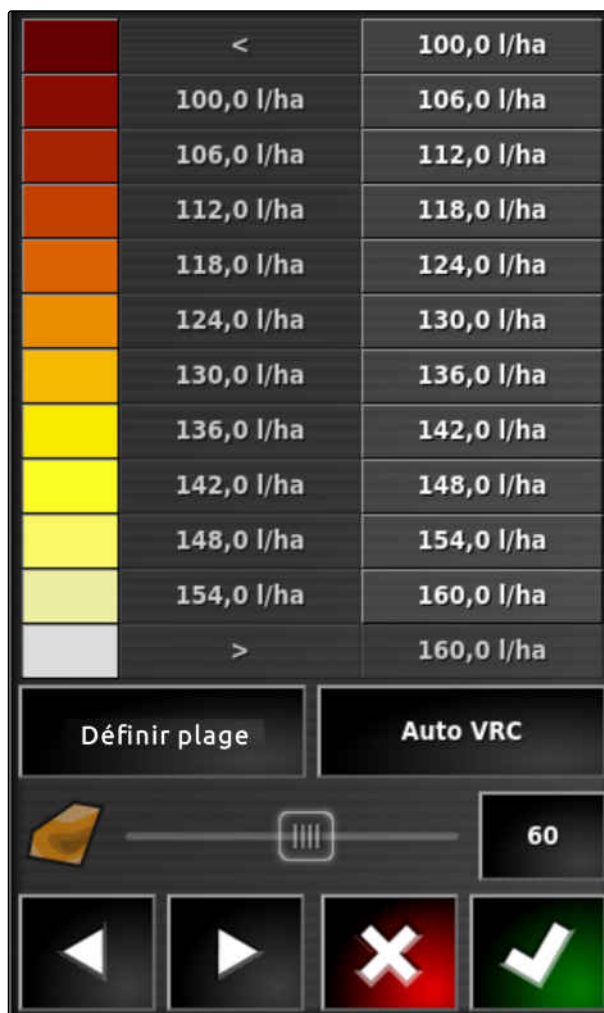 < 100,0 l/ha
100,0 l/ha 106,0 l/ha
106,0 l/ha 112,0 l/ha
112,0 l/ha 118,0 l/ha
118,0 l/ha 124,0 l/ha
124,0 l/ha 130,0 l/ha
130,0 l/ha 136,0 l/ha
136,0 l/ha 142,0 l/ha
142,0 l/ha 148,0 l/ha
148,0 l/ha 154,0 l/ha
154,0 l/ha 160,0 l/ha
> 160,0 l/ha
Définir plage Auto VRC
60